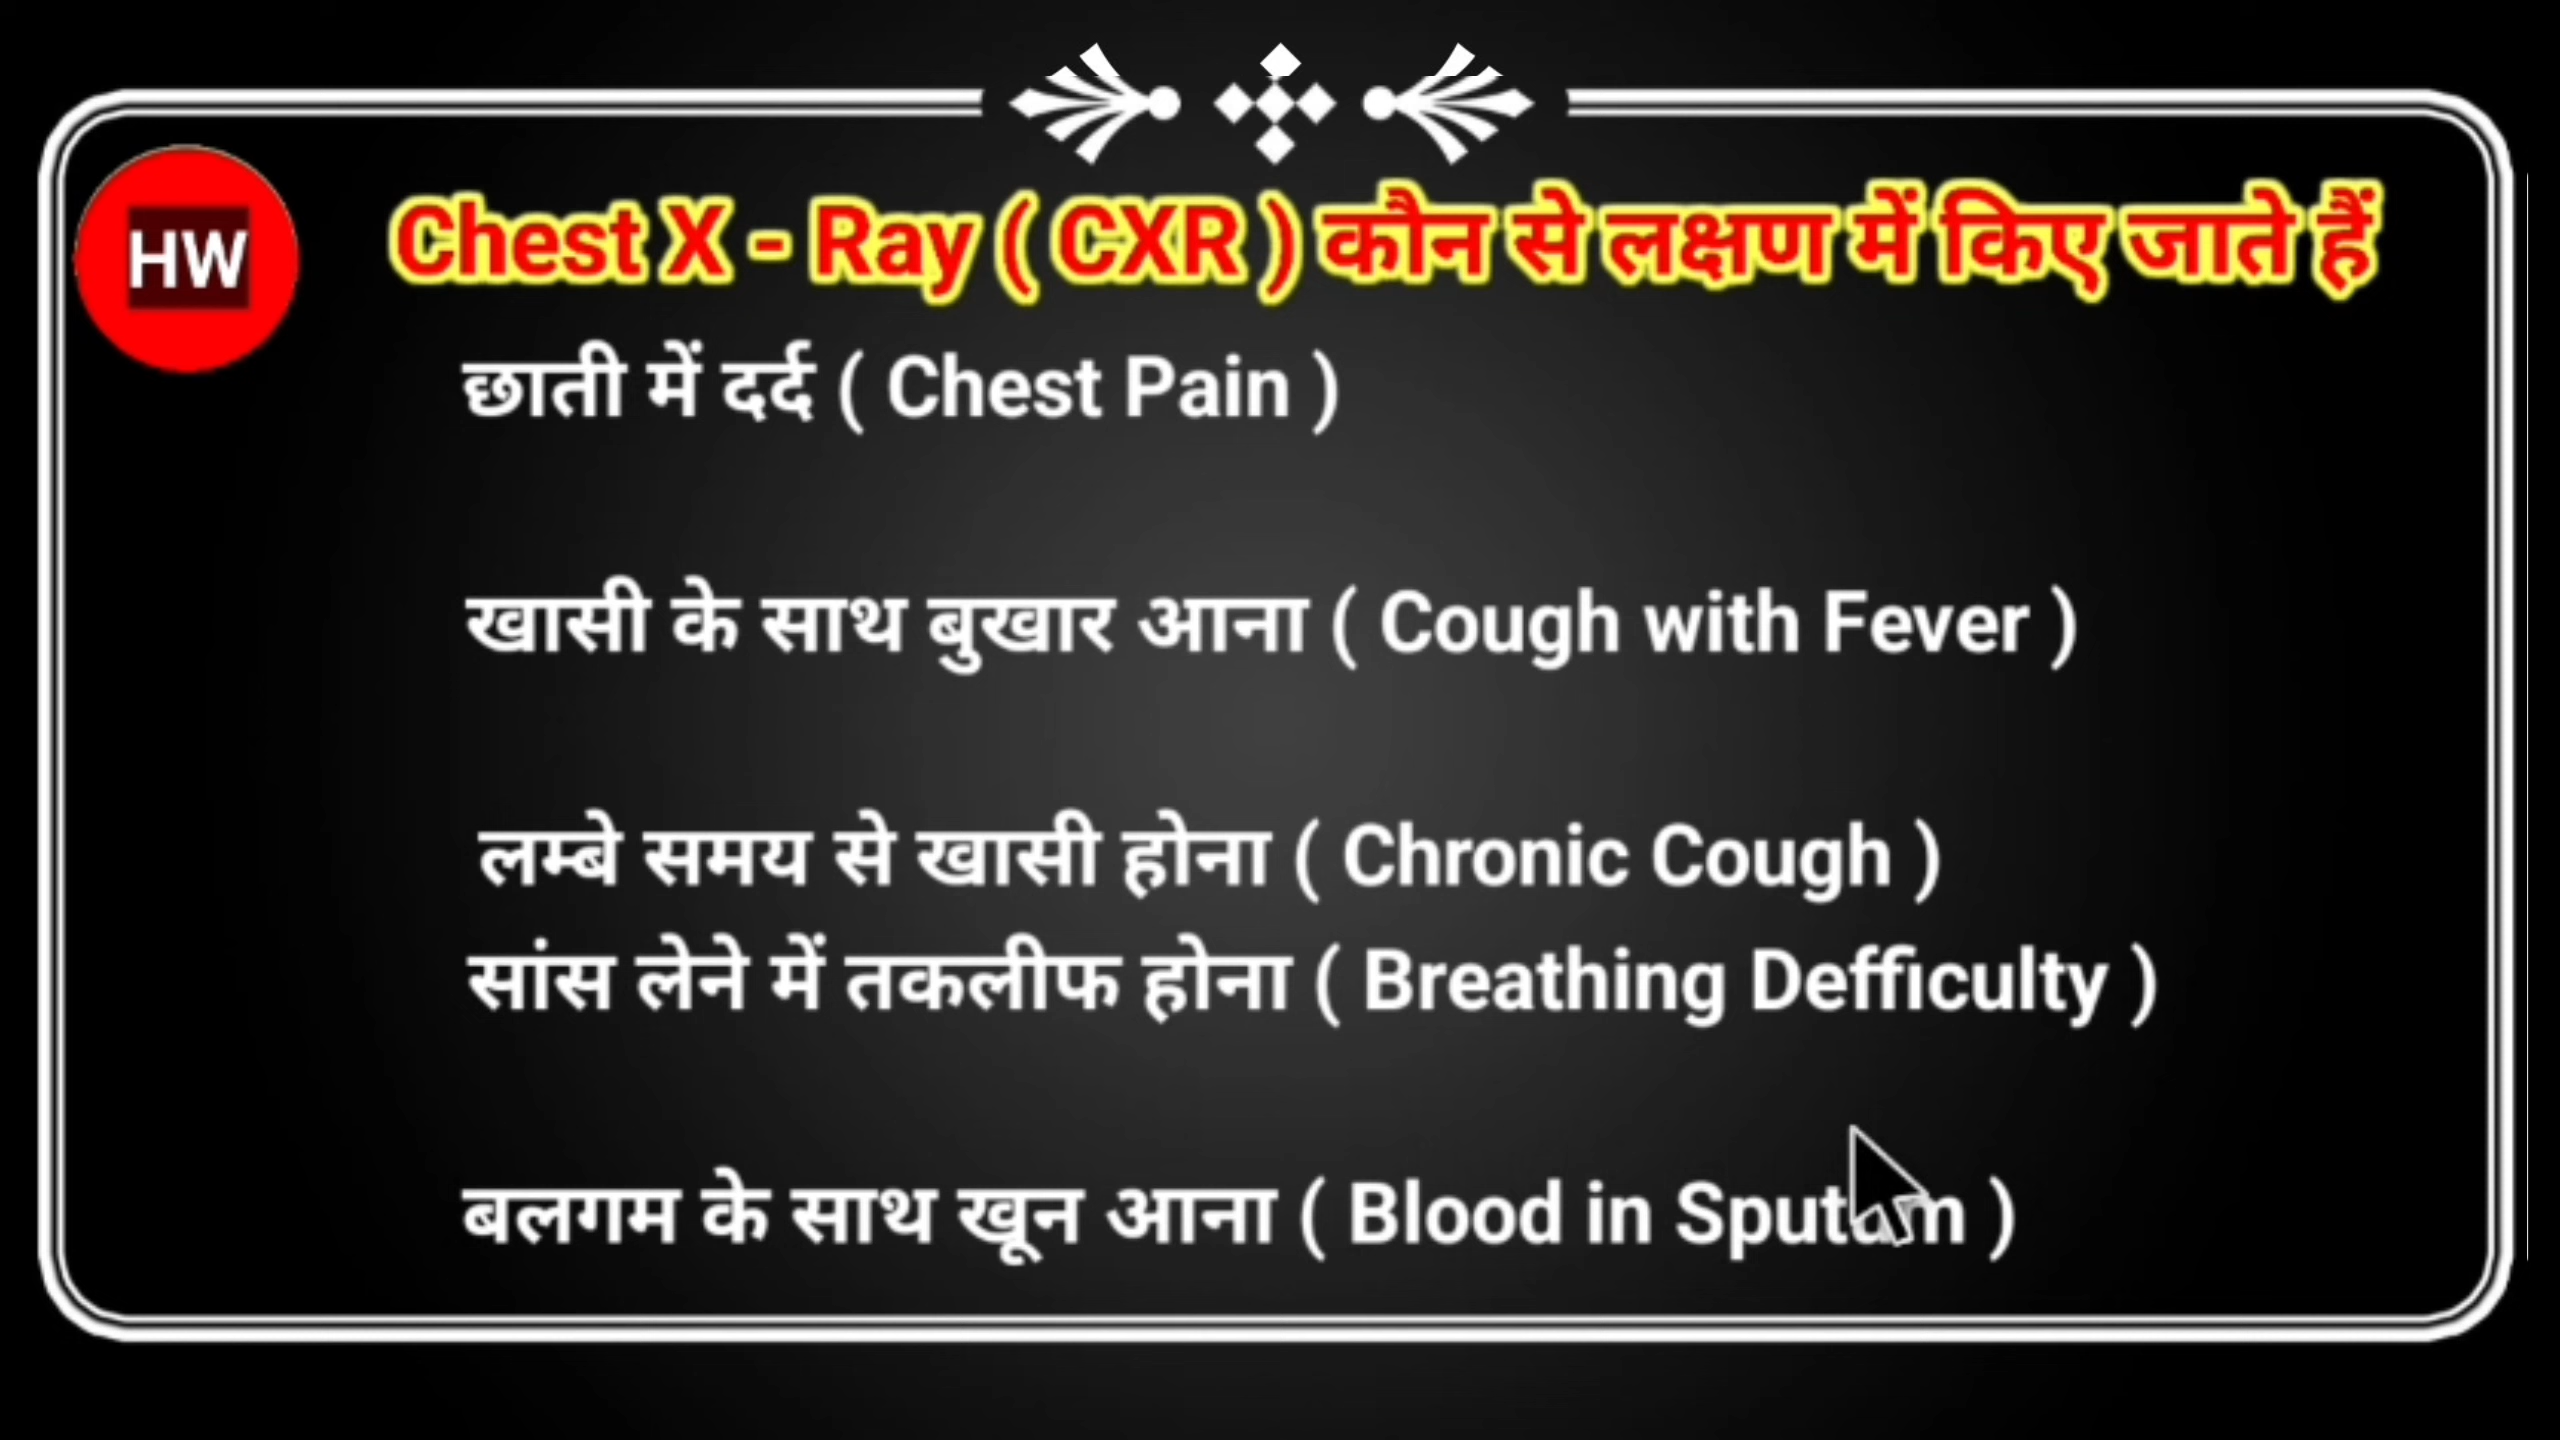 HW
Chest X - Ray ( CXR ) कौन से लक्षण में किए जाते हैं
छाती में दर्द ( Chest Pain )
खासी के साथ बुखार आना ( Cough with Fever )
लम्बे समय से खासी होना ( Chronic Cough )
सांस लेने में तकलीफ होना ( Breathing Defficulty )
बलगम के साथ खून आना ( Blood in Sputum )